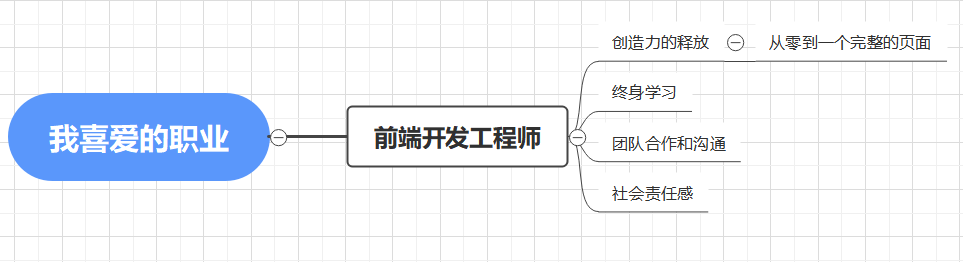 我喜爱的职业
前端开发工程师
创造力的释放
从零到一个完整的页面
终身学习
团队合作和沟通
社会责任感